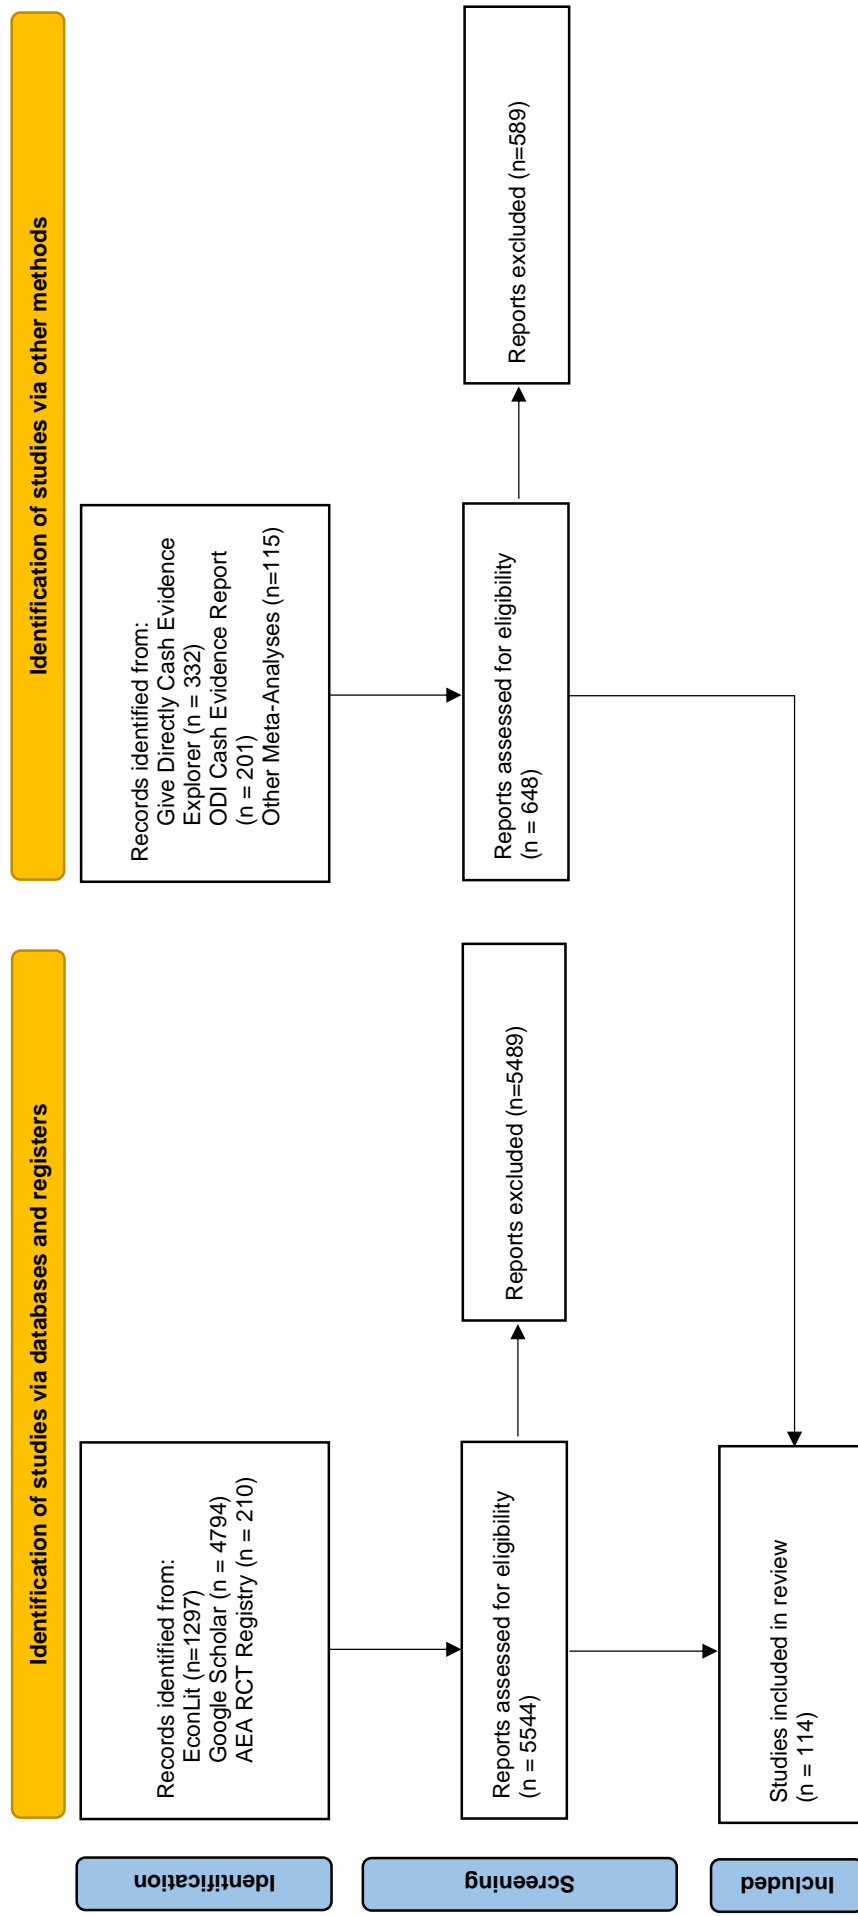 Identification of studies via databases and registers
Identification of studies via other methods
Identification
Records identified from:
EconLit (n=1297)
Google Scholar (n = 4794)
AEA RCT Registry (n = 210)
Records identified from:
Give Directly Cash Evidence
Explorer (n = 332)
ODI Cash Evidence Report
(n = 201)
Other Meta-Analyses (n=115)
Screening
Reports assessed for eligibility
(n = 5544)
Reports excluded (n=5489)
Reports assessed for eligibility
(n = 648)
Reports excluded (n=589)
Included
Studies included in review
(n = 114)